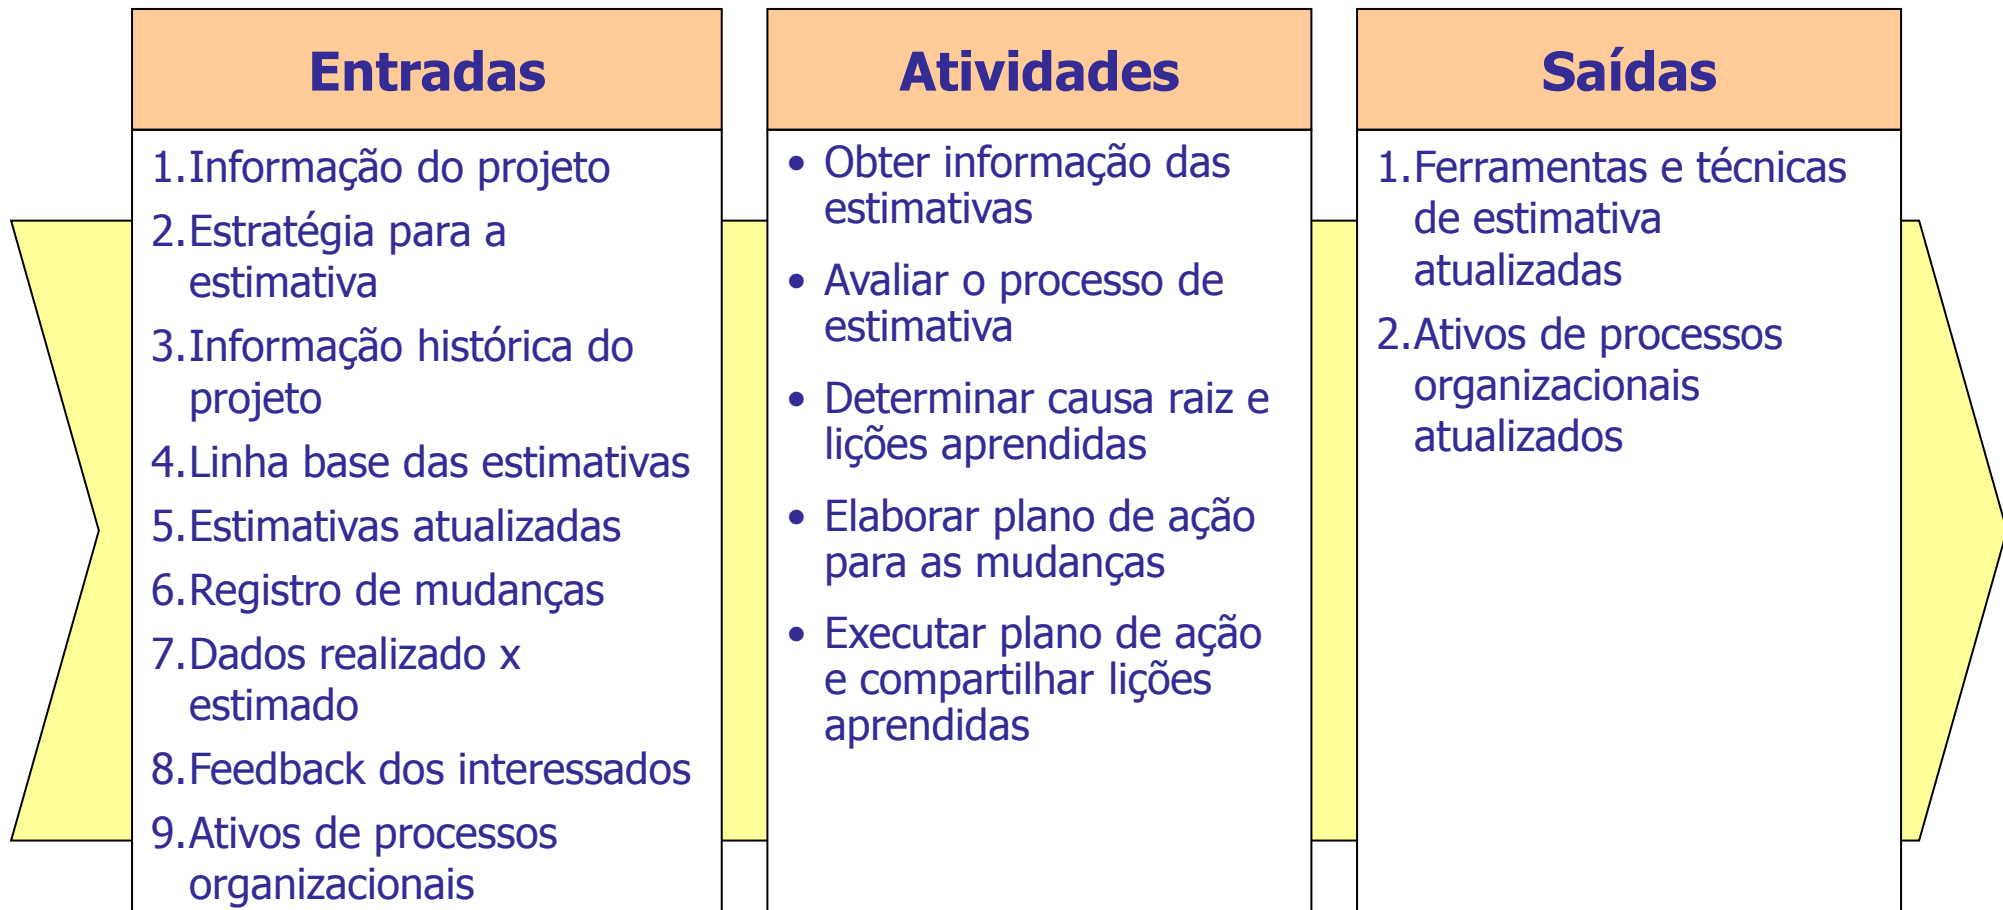 Entradas
1.Informação do projeto
2.Estratégia para a
estimativa
3.Informação histórica do
projeto
4.Linha base das estimativas
5.Estimativas atualizadas
6.Registro de mudanças
7.Dados realizado x
estimado
8.Feedback dos interessados
9.Ativos de processos
organizacionais
Atividades
• Obter informação das
estimativas
• Avaliar o processo de
estimativa
• Determinar causa raiz e
lições aprendidas
• Elaborar plano de ação
para as mudanças
• Executar plano de ação
e compartilhar lições
aprendidas
Saídas
1.Ferramentas e técnicas
de estimativa
atualizadas
2.Ativos de processos
organizacionais
atualizados